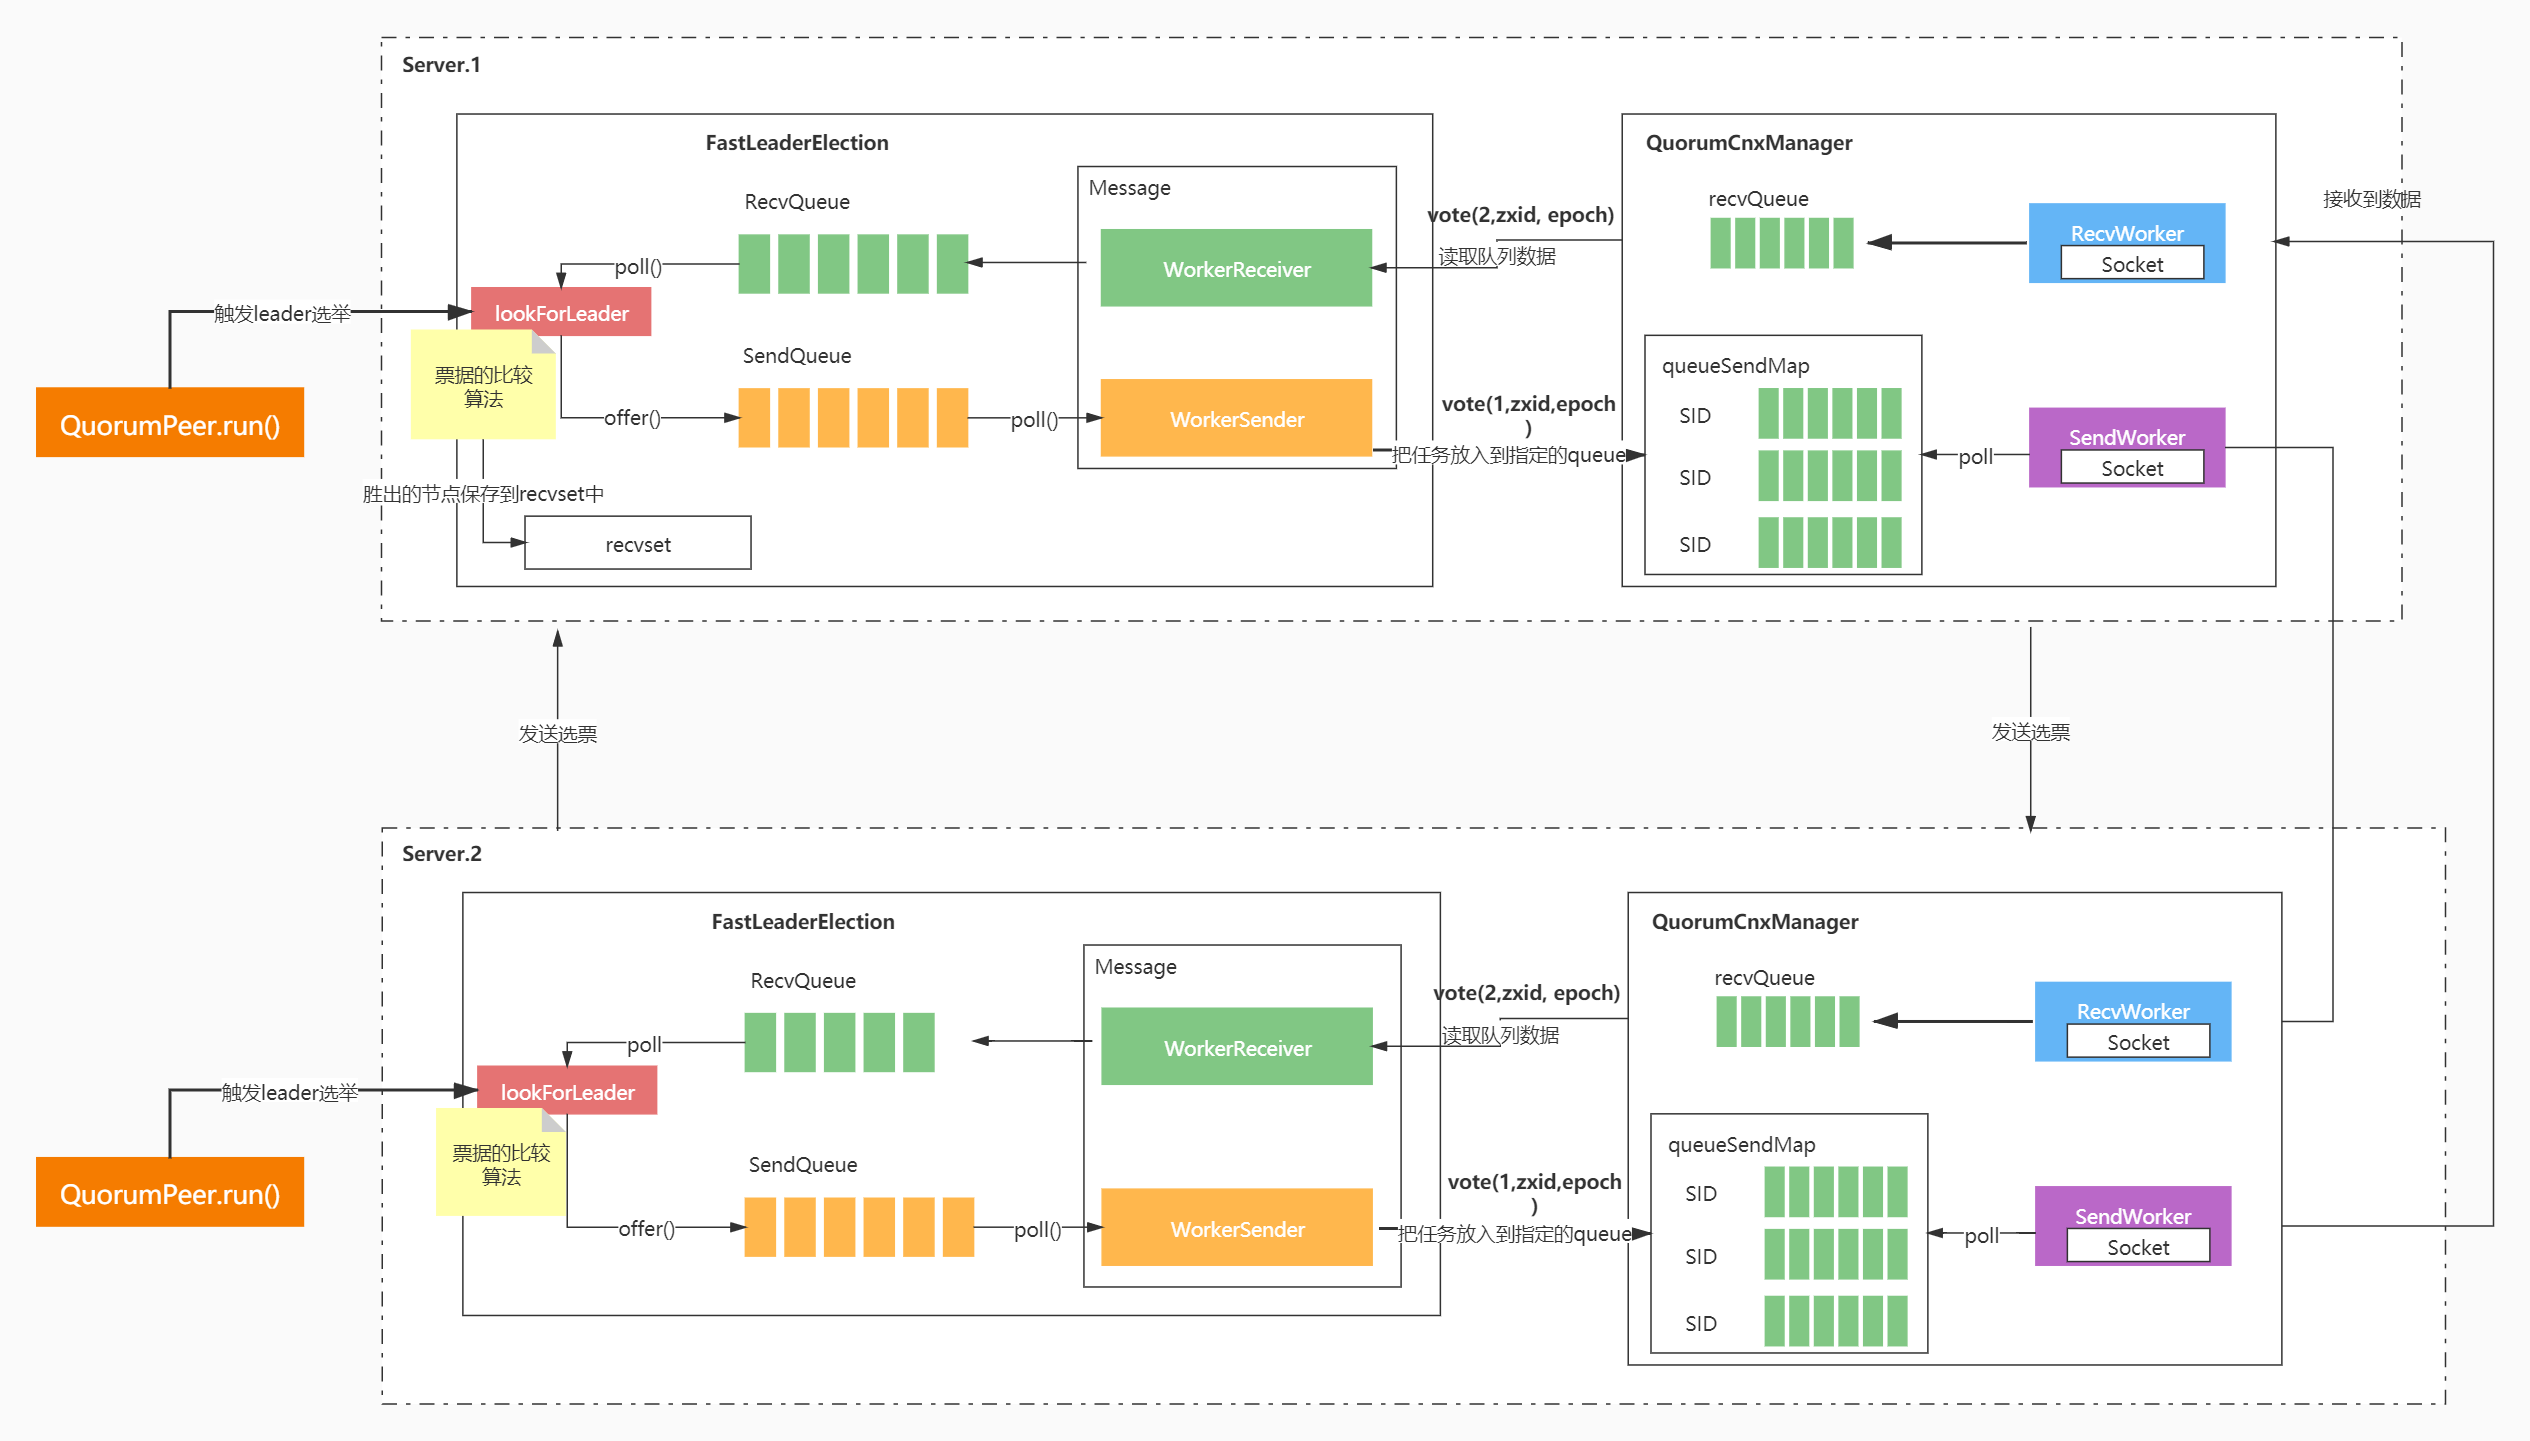 Server.1
FastLeaderElection
QuorumCnxManager
Message
RecvQueue
recvQueue
接收到数据
vote(2,zxid, epoch)
RecvWorker
读取队列数据
Socket
WorkerReceiver
poll()
触发leader选举
lookForLeader
SendQueue
queueSendMap
票据的比较
算法
QuorumPeer.run()
offer()
poll()
WorkerSender
vote(1,zxid,epoch
)
把任务放入到指定的queue
SID
SID
SID
poll
SendWorker
Socket
胜出的节点保存到recvset中
recvset
发送选票
发送选票
Server.2
FastLeaderElection
QuorumCnxManager
Message
RecvQueue
recvQueue
vote(2,zxid, epoch)
RecvWorker
读取队列数据
Socket
WorkerReceiver
poll
触发leader选举
lookForLeader
SendQueue
queueSendMap
票据的比较
算法
QuorumPeer.run()
offer()
poll()
WorkerSender
vote(1,zxid,epoch
)
把任务放入到指定的queue
SID
SID
SID
poll
SendWorker
Socket